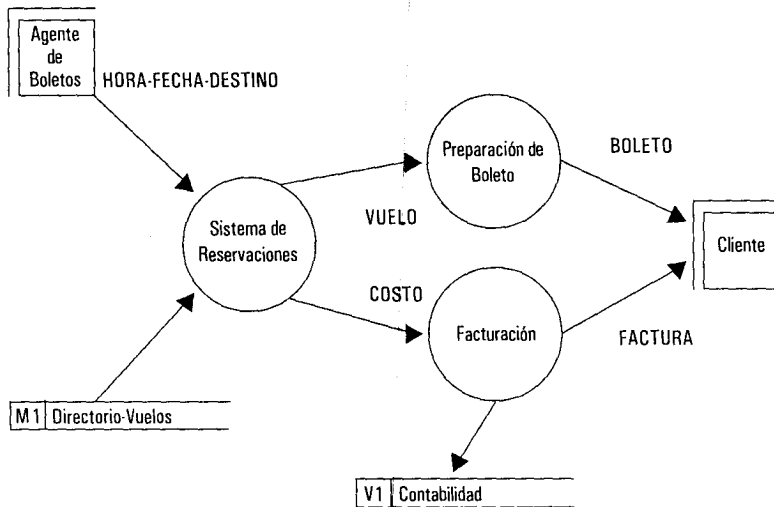 Agente
de
Boletos
HORA-FECHA-DESTINO
Preparación de
Boleto
BOLETO
Sistema de
Reservaciones
VUELO
Cliente
COSTO
Facturación
FACTURA
M1 Directorio-Vuelos
V1 Contabilidad